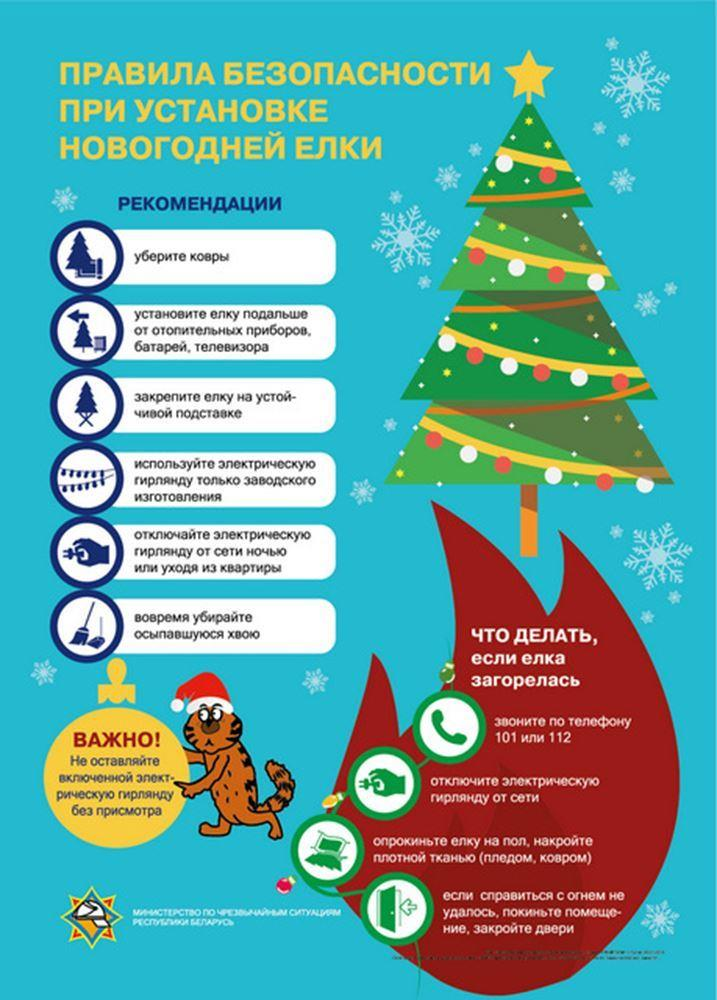 ПРАВИЛА БЕЗОПАСНОСТИ
ПРИ УСТАНОВКЕ
НОВОГОДНЕЙ ЕЛКИ
РЕКОМЕНДАЦИИ
уберите ковры
установите елку подальше
от отопительных приборов,
батарей, телевизора
закрепите елку на устой-
чивой подставке
используйте электрическую
гирлянду только заводского
изготовления
отключайте электрическую
гирлянду от сети ночью
или уходя из квартиры
вовремя убирайте
осыпавшуюся хвою
ВАЖНО!
Не оставляйте
включенной элект-
рическую гирлянду
без присмотра
ЧТО ДЕЛАТЬ,
если елка
загорелась
звоните по телефону
101 или 112
отключите электрическую
гирлянду от сети
опрокиньте елку на пол, накройте
плотной тканью (пледом, ковром)
если справиться с огнем не
удалось, покиньте помеще-
ние, закройте двери
МИНИСТЕРСТВО ПО ЧРЕЗВЫЧАЙНЫМ СИТУАЦИЯМ
РЕСПУБЛИКИ БЕЛАРУСЬ